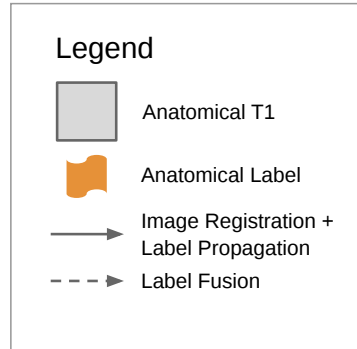 Legend
Anatomical T1
Anatomical Label
Image Registration +
Label Propagation
Label Fusion